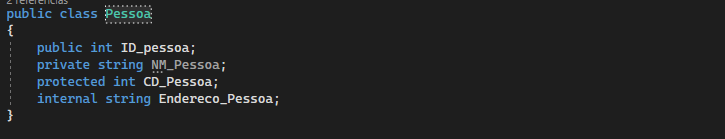 2 referências
public class Pessoa
{
public int ID_pessoa;
private string NM_Pessoa;
protected int CD_Pessoa;
internal string Endereco_Pessoa;
}